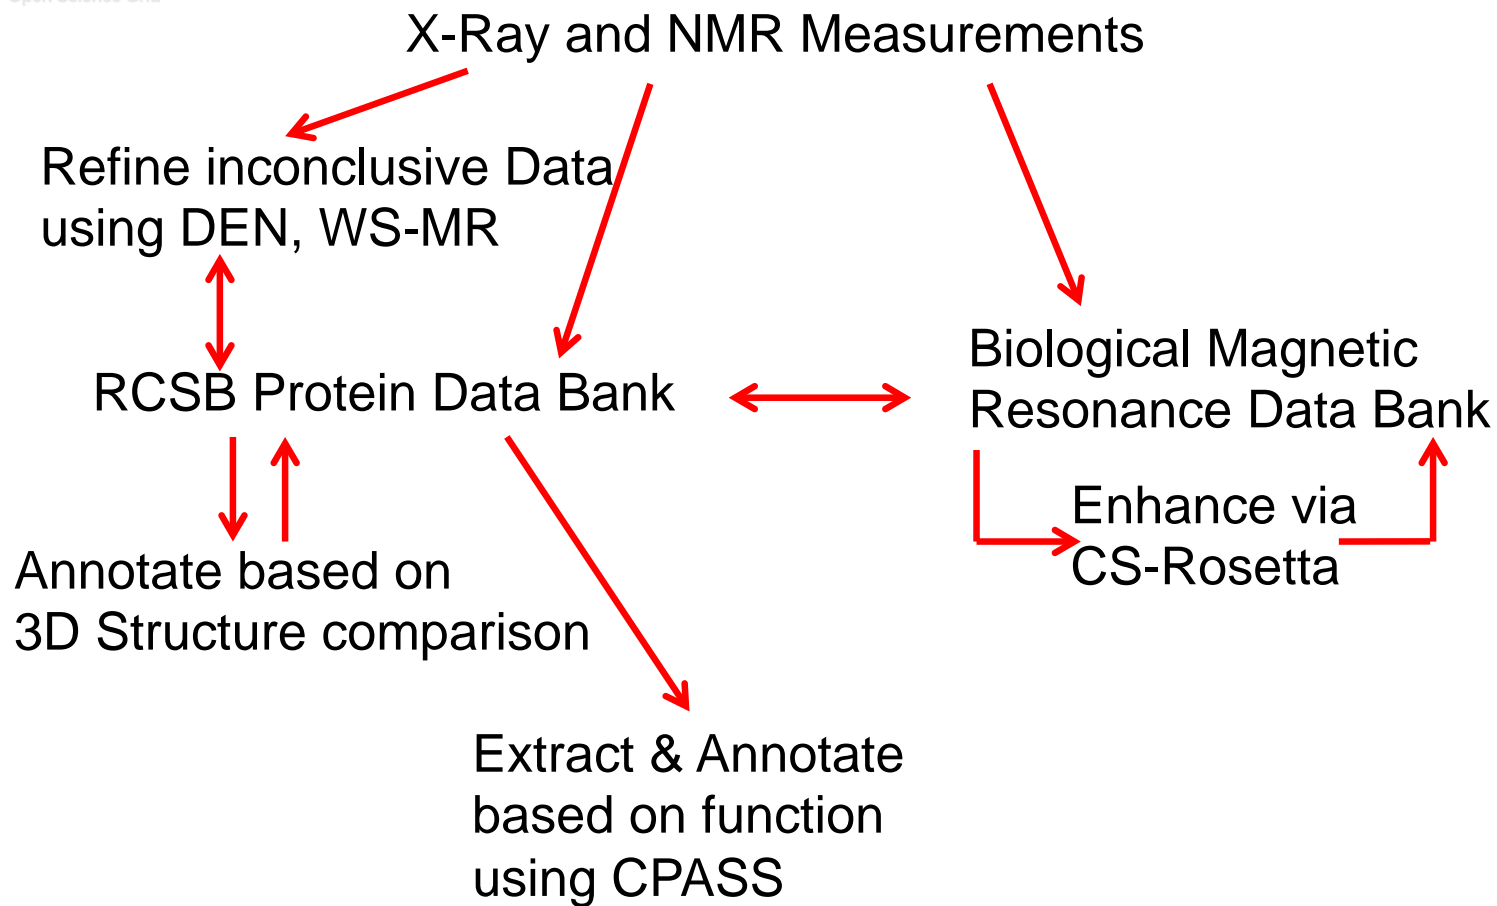 X-Ray and NMR Measurements
Refine inconclusive Data
using DEN, WS-MR
RCSB Protein Data Bank
Biological Magnetic
Resonance Data Bank
Enhance via
CS-Rosetta
Annotate based on
3D Structure comparison
Extract & Annotate
based on function
using CPASS